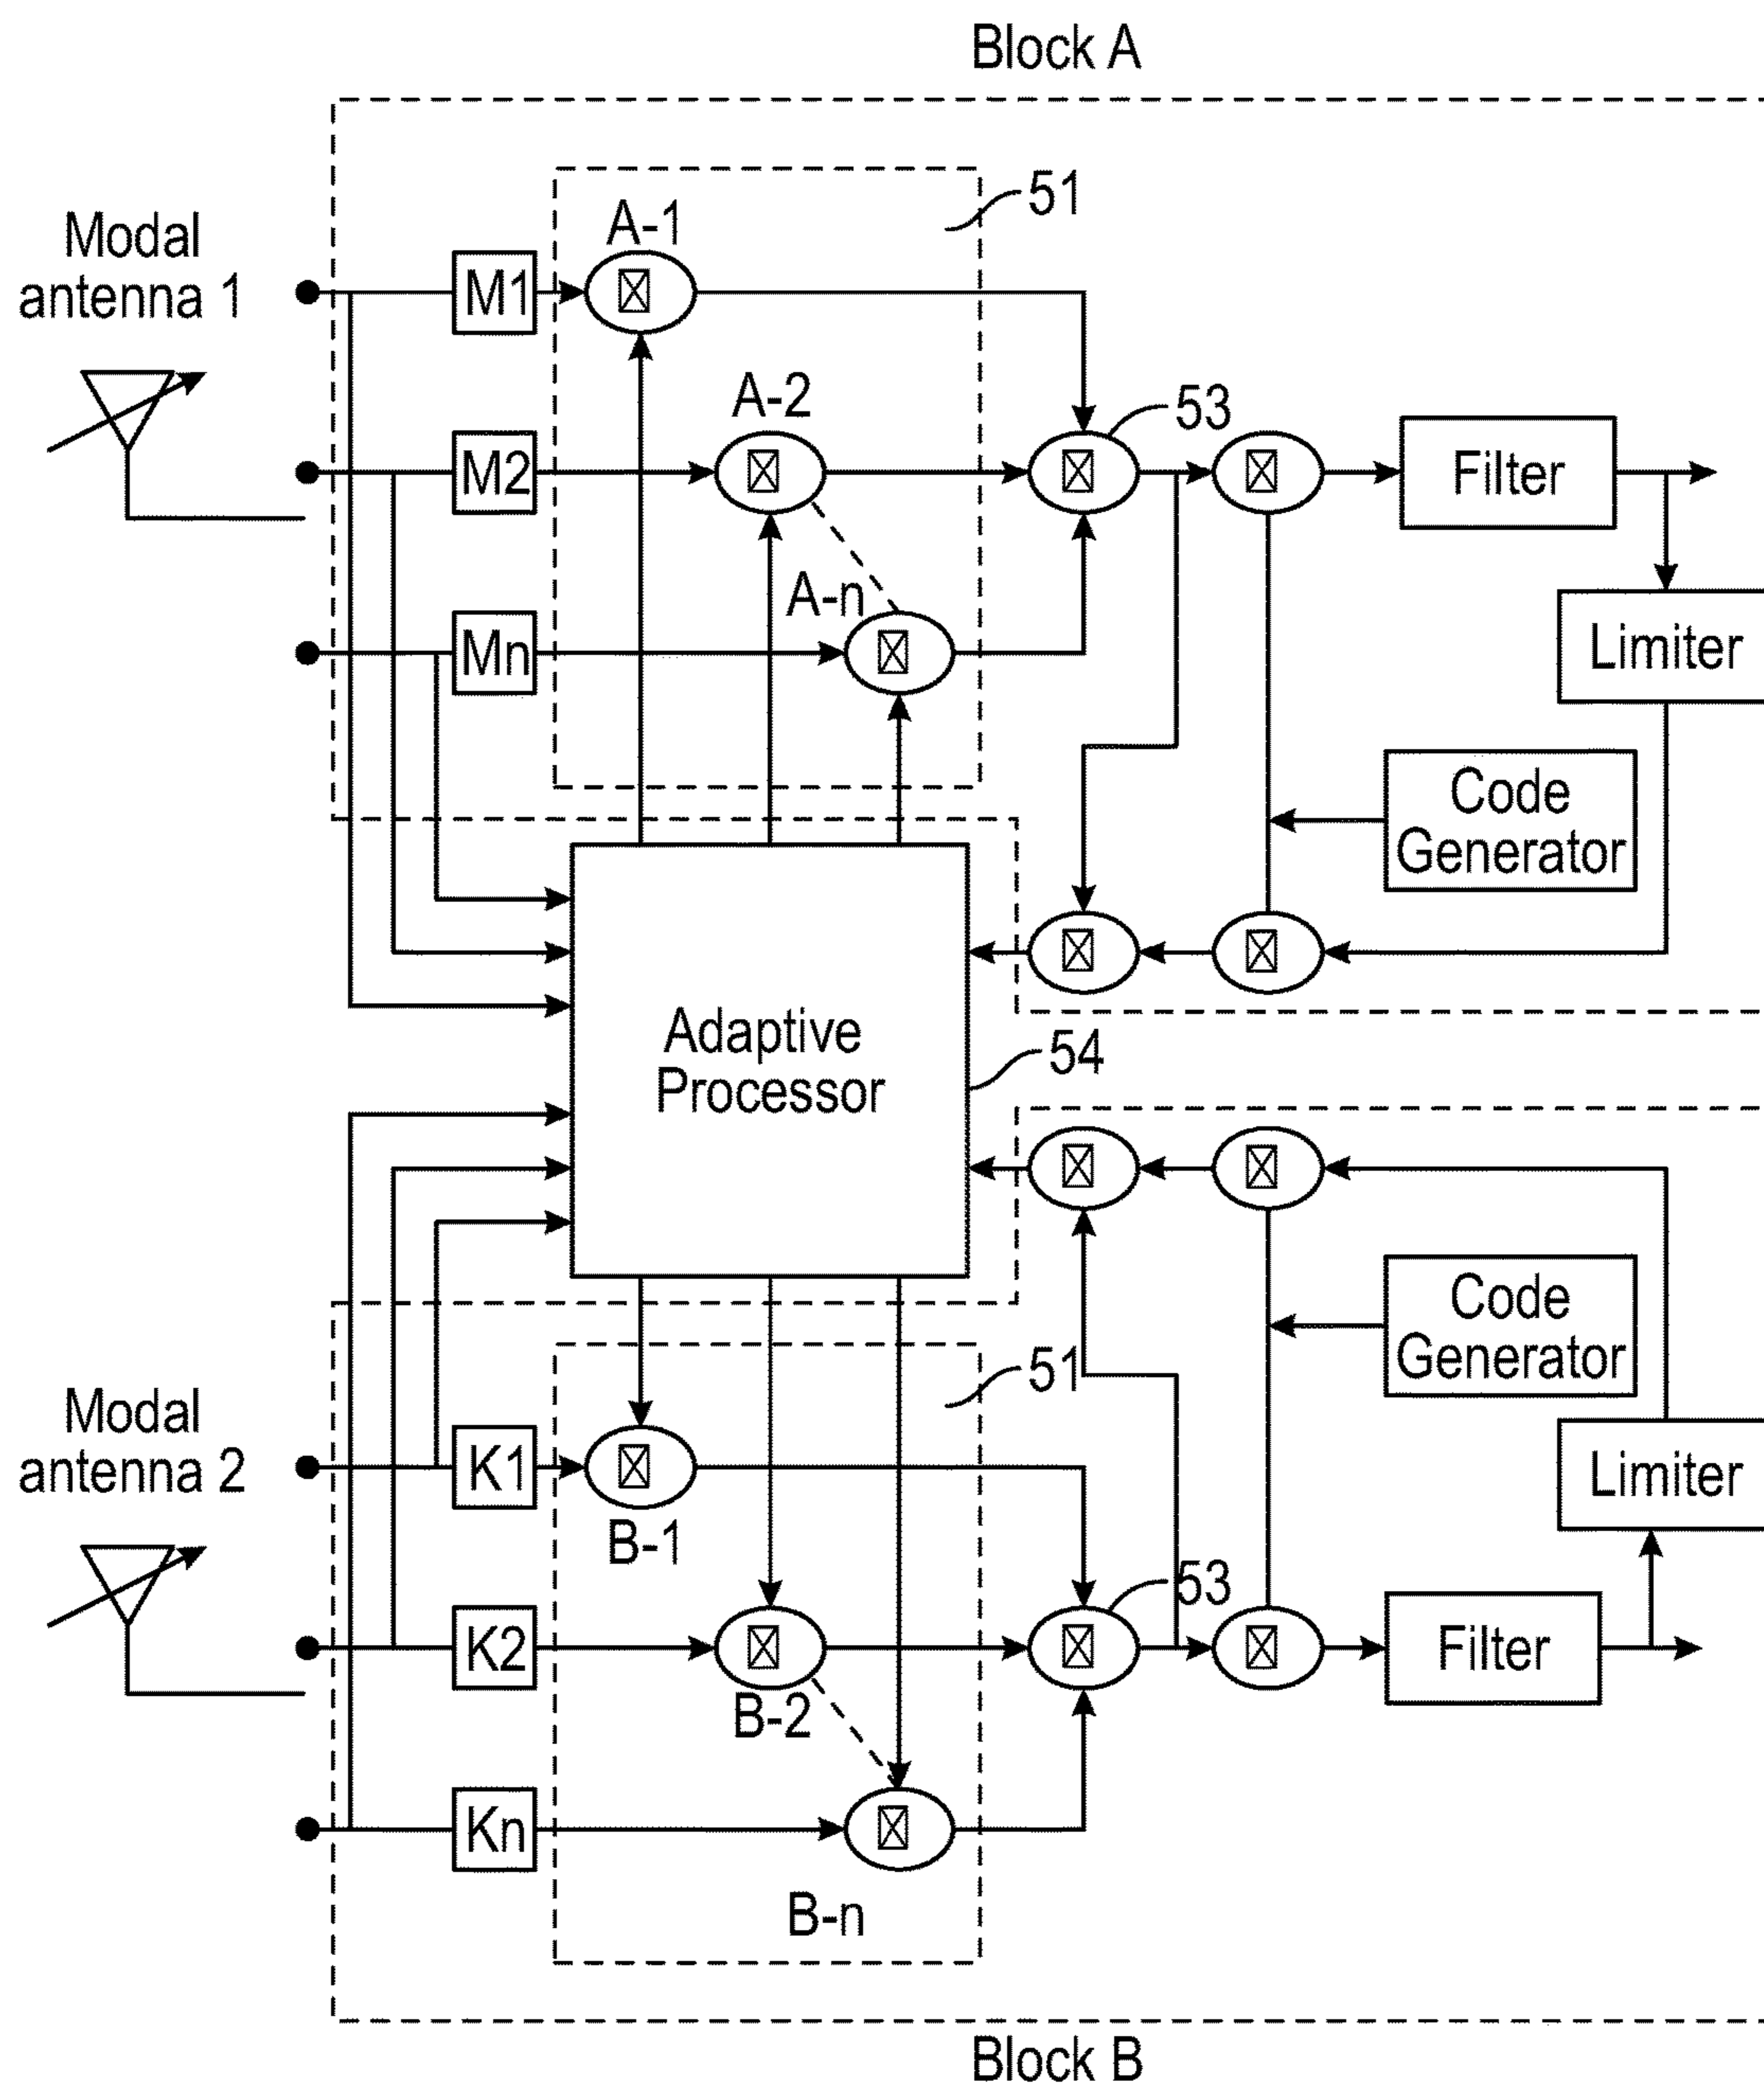 Block A
Modal
antenna 1
51
A-1
M1
A-2
53
M2
Filter
A-n
Mn
Limiter
Code
Generator
Adaptive
Processor
54
Code
Generator
51
Modal
antenna 2
K1
Limiter
B-1
53
K2
Filter
B-2
Kn
B-n
Block B